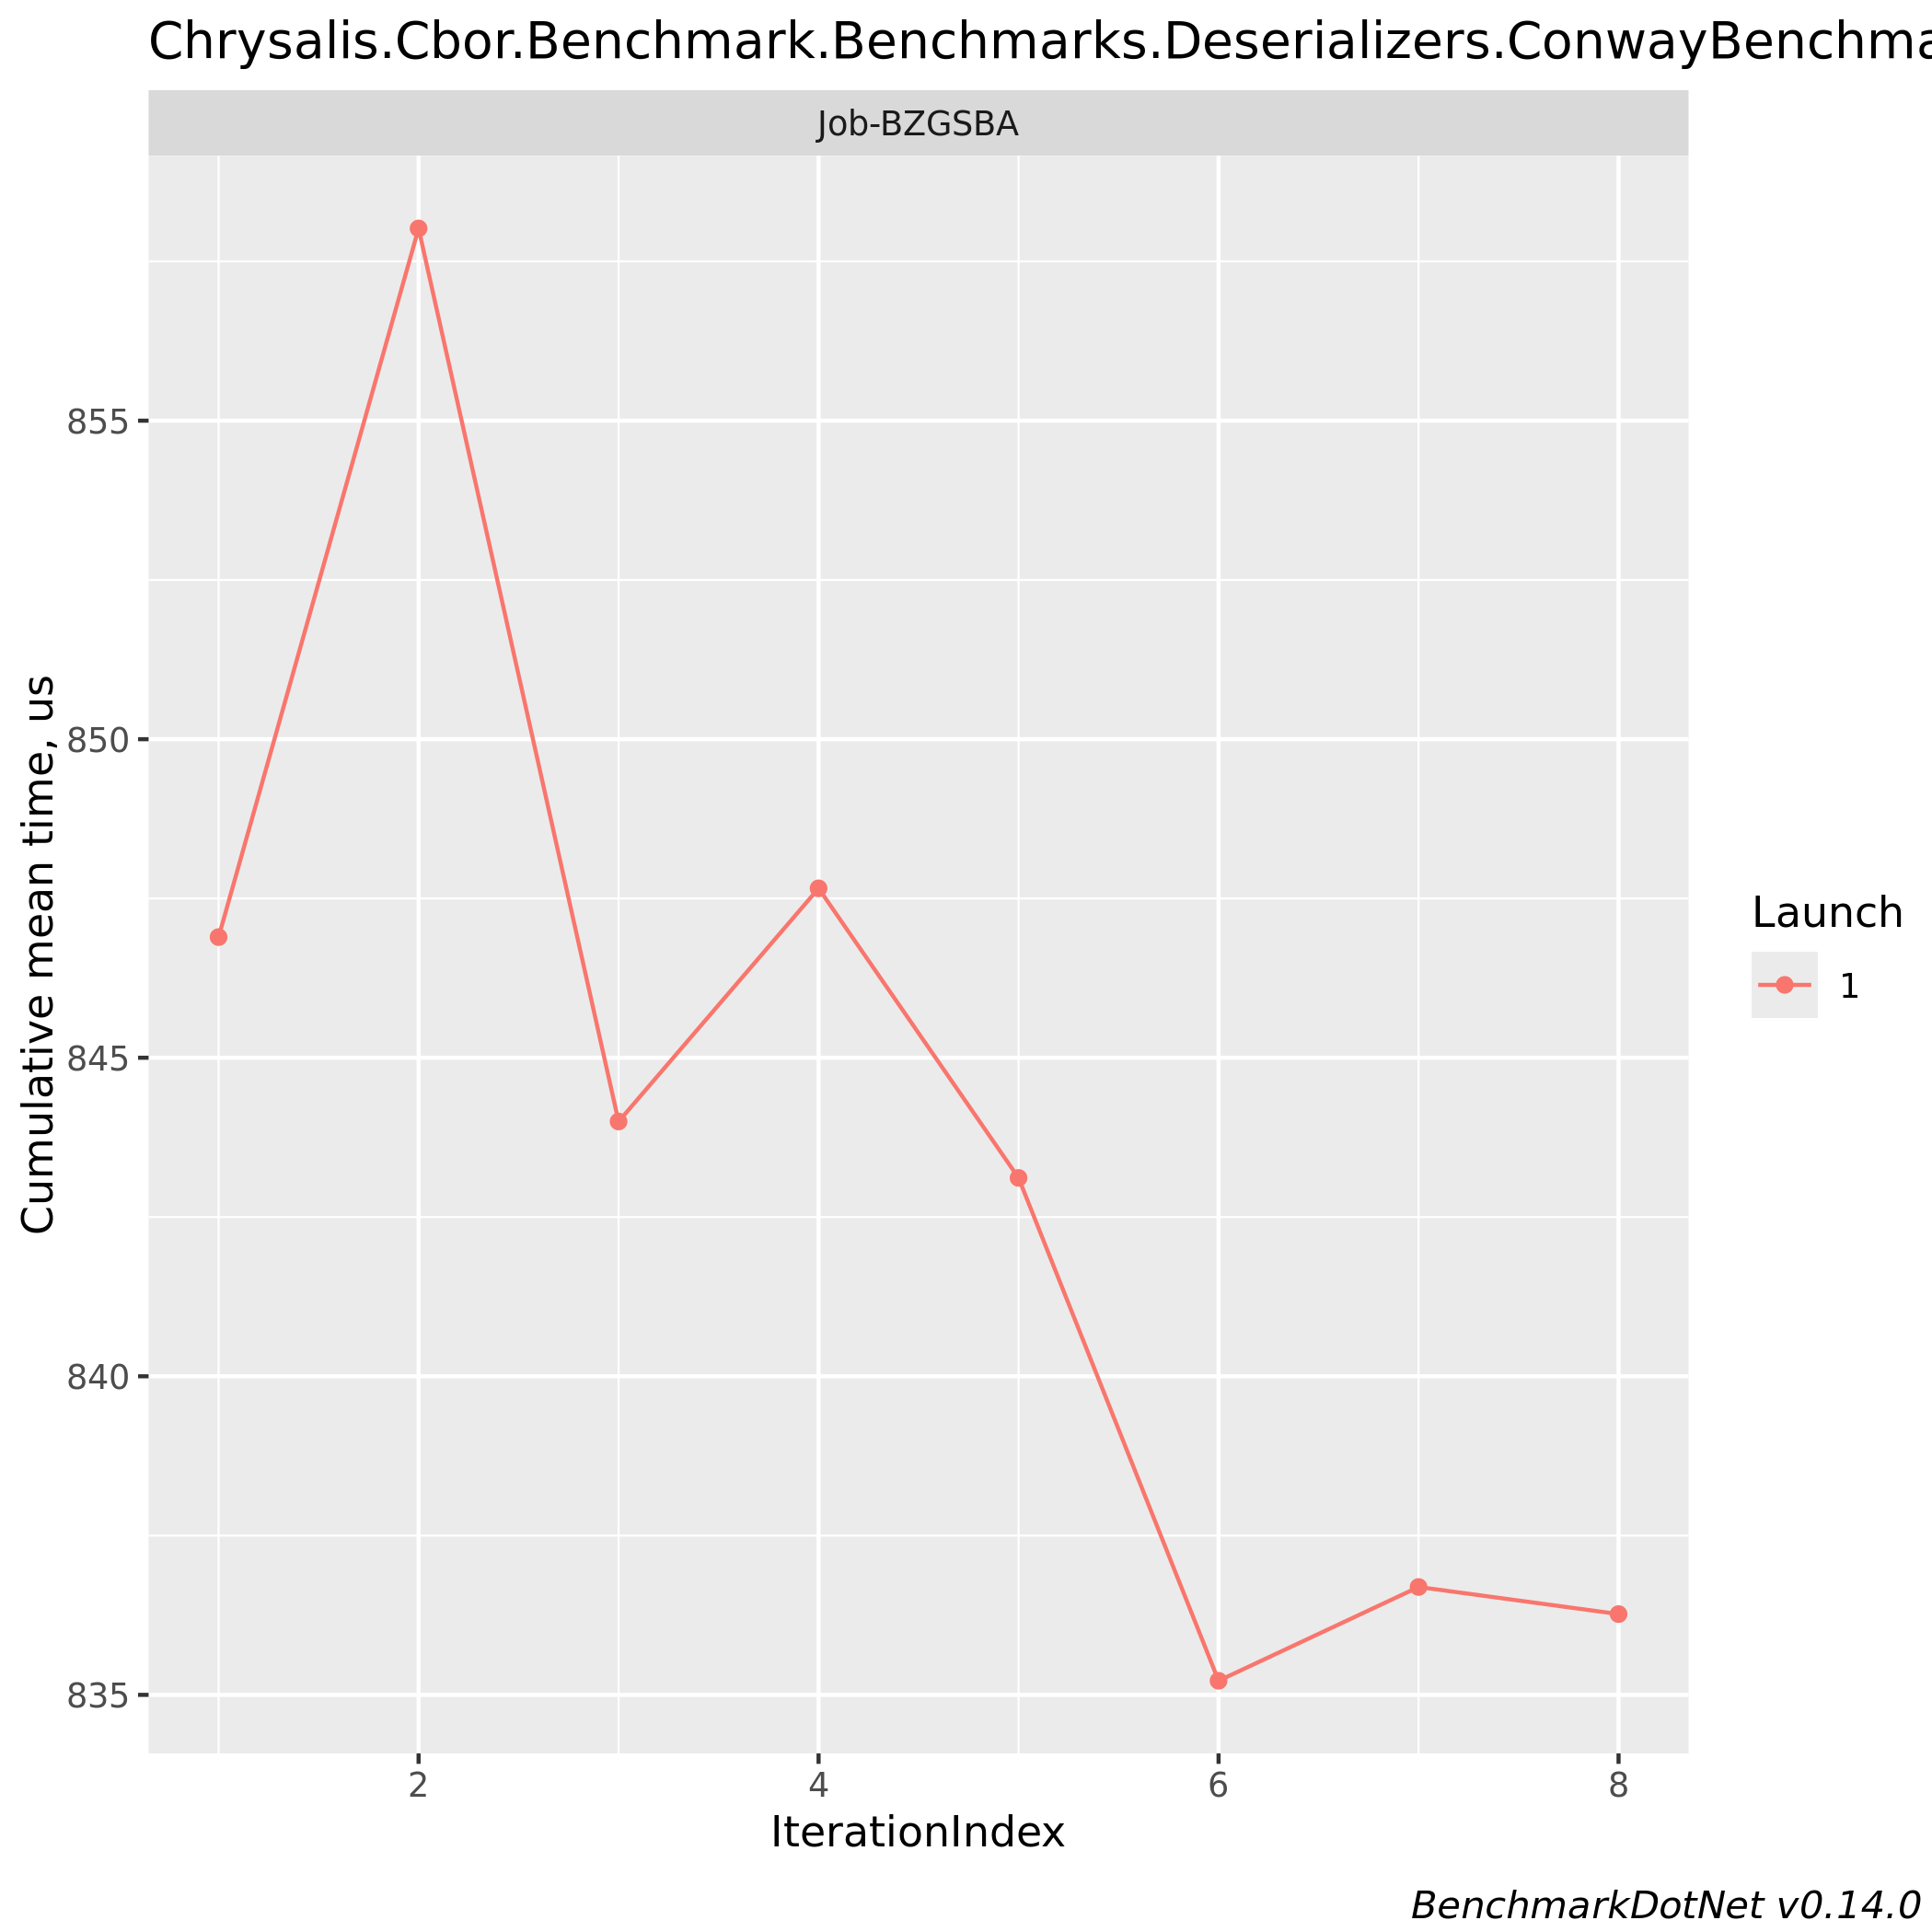 Chrysalis.Cbor.Benchmark.Benchmarks.Deserializers.ConwayBenchma
Job-BZGSBA
Cumulative mean time, us
855
850
845
840
835
2 4 6 8
IterationIndex
Launch
1
BenchmarkDotNet v0.14.0